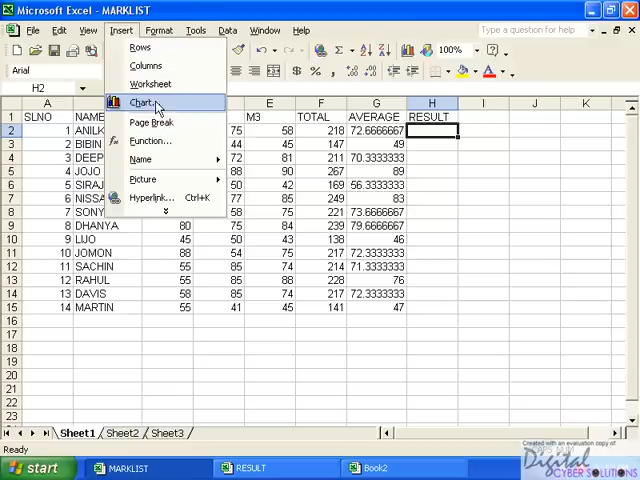 Microsoft Excel - MARKLIST
File Edit View Insert Format Tools Data Window Help Type a question for help
100%
Arial
H2
Rows
Columns
Worksheet
Chart...
Page Break
Function...
Name
Picture
Hyperlink... Ctrl+K
A E F G H I J K
1 SLNO NAME M3 TOTAL AVERAGE RESULT
2 1 ANILK 75 58 218 72.6666667
3 2 BIBIN 44 45 147 49
4 3 DEEP 72 81 211 70.3333333
5 4 JOJO 88 90 267 89
6 5 SIRAJ 50 42 169 56.3333333
7 6 NISSA 77 85 249 83
8 7 SONY 58 75 221 73.6666667
9 8 DHANYA 80 75 84 239 79.6666667
10 9 LIJO 45 50 43 138 46
11 10 JOMON 88 54 75 217 72.3333333
12 11 SACHIN 55 85 74 214 71.3333333
13 12 RAHUL 55 85 88 228 76
14 13 DAVIS 58 85 74 217 72.3333333
15 14 MARTIN 55 41 45 141 47
16
17
18
19
20
21
22
23
Sheet1 Sheet2 Sheet3
Ready
Created with an evaluation copy of
Digital
CYBER SOLUTIONS
start MARKLIST RESULT Book2